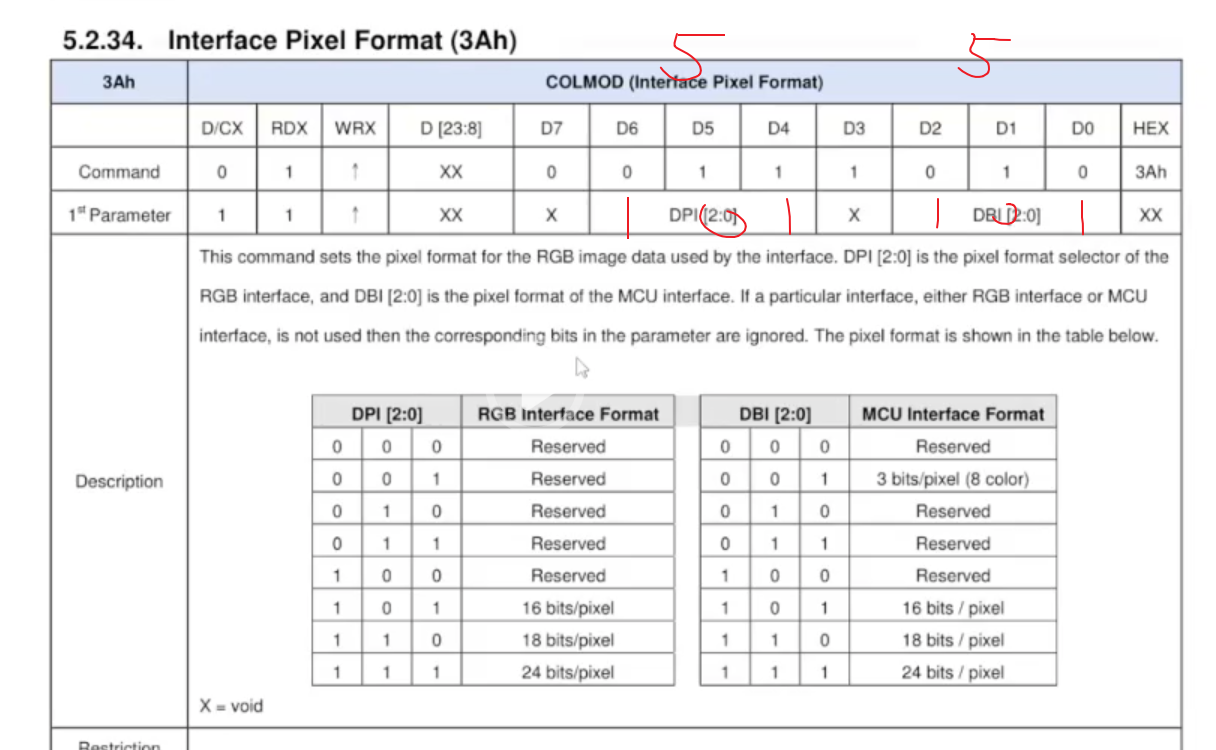 5.2.34. Interface Pixel Format (3Ah)
5 5
3Ah COLMOD (Interface Pixel Format)
D/CX RDX WRX D [23:8] D7 D6 D5 D4 D3 D2 D1 D0 HEX
Command 0 1 ↑ XX 0 0 1 1 1 0 1 0 3Ah
1st Parameter 1 1 ↑ XX X DPI [2:0] X DBI [2:0] XX
1 0 1 1 0 1
This command sets the pixel format for the RGB image data used by the interface. DPI [2:0] is the pixel format selector of the
RGB interface, and DBI [2:0] is the pixel format of the MCU interface. If a particular interface, either RGB interface or MCU
interface, is not used then the corresponding bits in the parameter are ignored. The pixel format is shown in the table below.
Description
DPI [2:0] RGB Interface Format DBI [2:0] MCU Interface Format
0 0 0 Reserved 0 0 0 Reserved
0 0 1 Reserved 0 0 1 3 bits/pixel (8 color)
0 1 0 Reserved 0 1 0 Reserved
0 1 1 Reserved 0 1 1 Reserved
1 0 0 Reserved 1 0 0 Reserved
1 0 1 16 bits/pixel 1 0 1 16 bits / pixel
1 1 0 18 bits/pixel 1 1 0 18 bits / pixel
1 1 1 24 bits/pixel 1 1 1 24 bits / pixel
X = void
Restriction